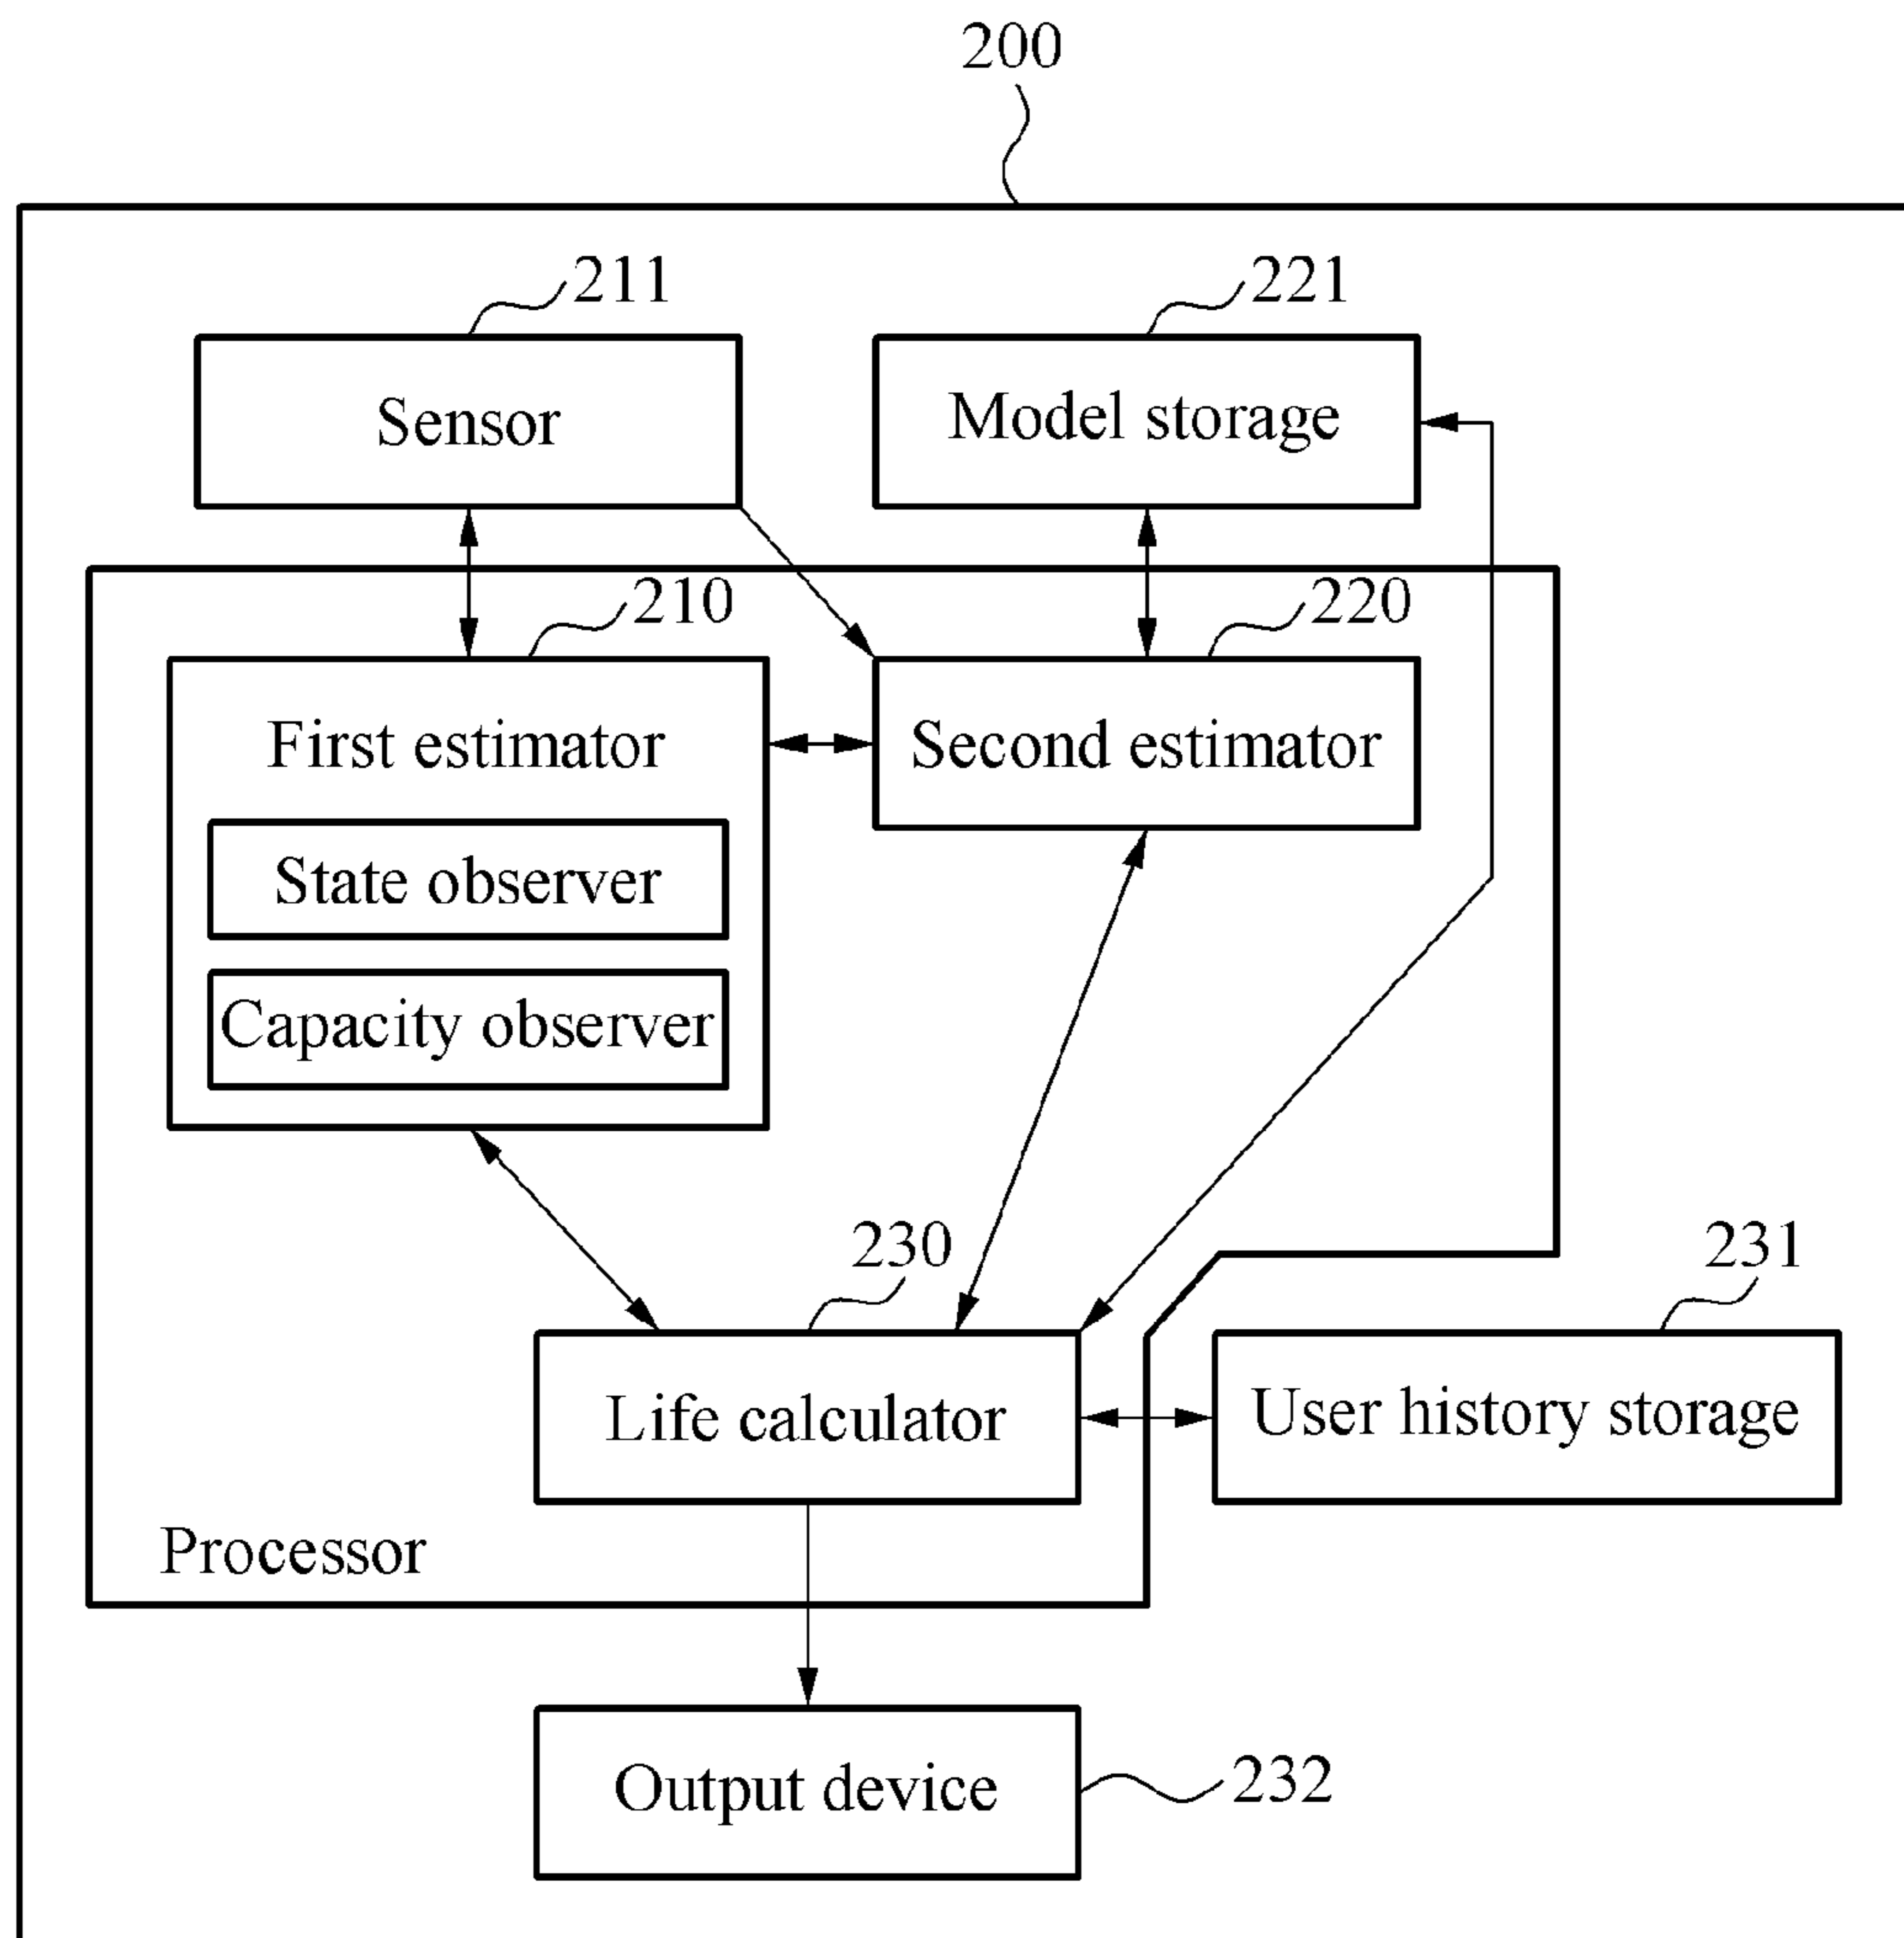 200
211
221
Sensor
Model storage
210
220
First estimator
Second estimator
State observer
Capacity observer
230
231
Life calculator
User history storage
Processor
Output device
232